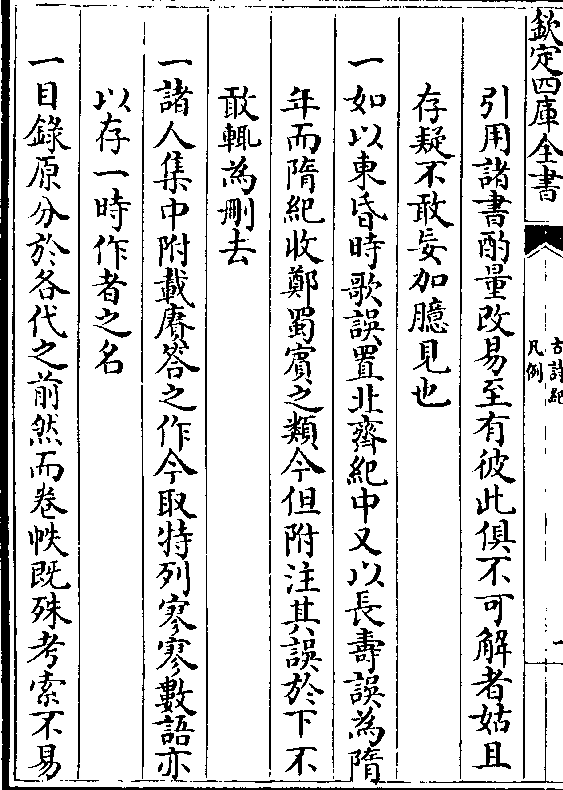 欽定四庫全書
古詩紀
凡例
一
引用諸書酌量改易至有彼此俱不可解者姑且
存疑不敢妄加臆見也
一如以東昏時歌誤置北齊紀中又以長壽誤為隋
年而隋紀收鄭蜀賓之類今但附注其誤於下不
敢輒為刪去
一諸人集中附載賡答之作今取特列寥寥數語亦
以存一時作者之名
一目錄原分於各代之前然而卷帙既殊考索不易